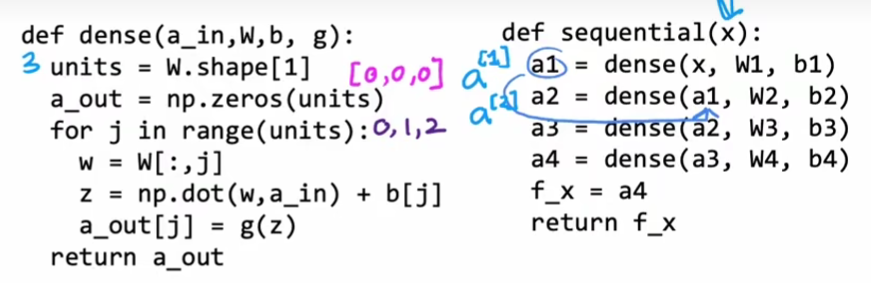 def dense(a_in,W,b, g):
3 units = W.shape[1] [0,0,0]
a_out = np.zeros(units)
for j in range(units): 0,1,2
w = W[:,j]
z = np.dot(w,a_in) + b[j]
a_out[j] = g(z)
return a_out
def sequential(x):
a[1] a1 = dense(x, W1, b1)
a[2] a2 = dense(a1, W2, b2)
a3 = dense(a2, W3, b3)
a4 = dense(a3, W4, b4)
f_x = a4
return f_x